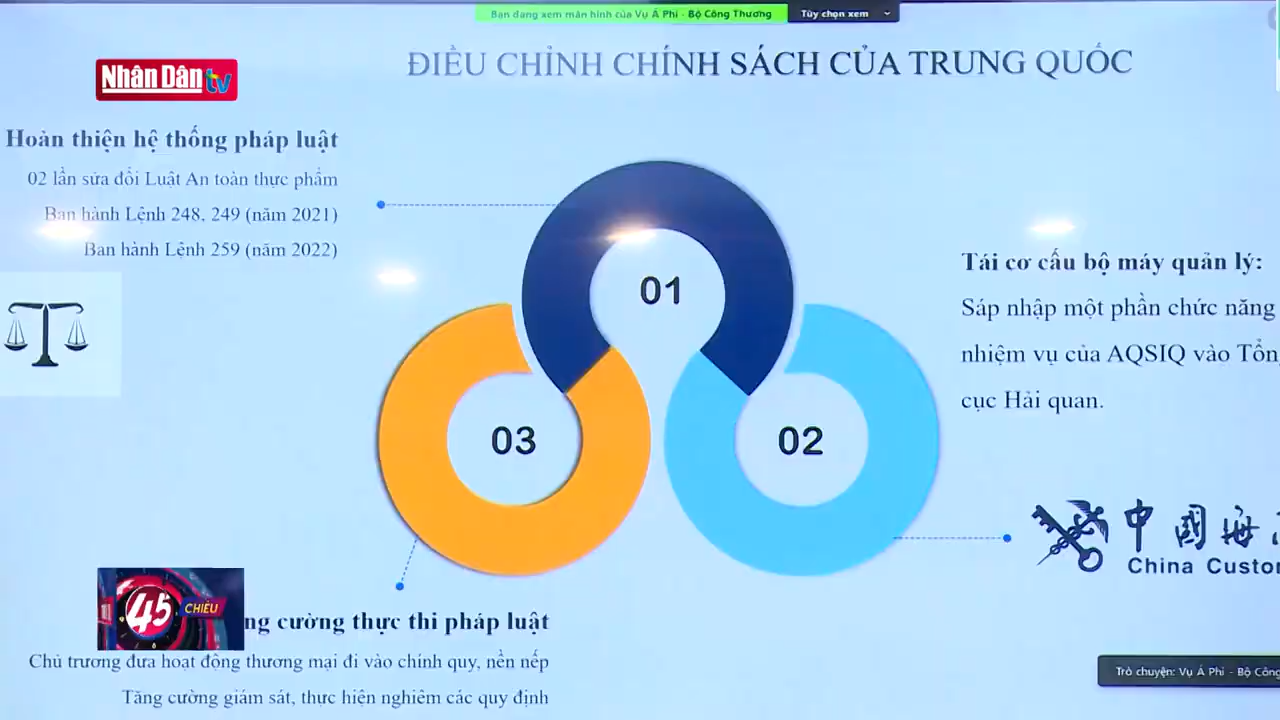 Bạn đang xem màn hình của Vụ Á Phi - Bộ Công Thương
Tùy chọn xem
Nhân Dân tv
ĐIỀU CHỈNH CHÍNH SÁCH CỦA TRUNG QUỐC
Hoàn thiện hệ thống pháp luật
02 lần sửa đổi Luật An toàn thực phẩm
Ban hành Lệnh 248, 249 (năm 2021)
Ban hành Lệnh 259 (năm 2022)
01
Tái cơ cấu bộ máy quản lý:
Sáp nhập một phần chức năng
nhiệm vụ của AQSIQ vào Tổn
cục Hải quan.
03
02
中國海
China Custo
45 CHIỀU
ng cường thực thi pháp luật
Chủ trương đưa hoạt động thương mại đi vào chính quy, nền nếp
Tăng cường giám sát, thực hiện nghiêm các quy định
Trò chuyện: Vụ Á Phi - Bộ Công